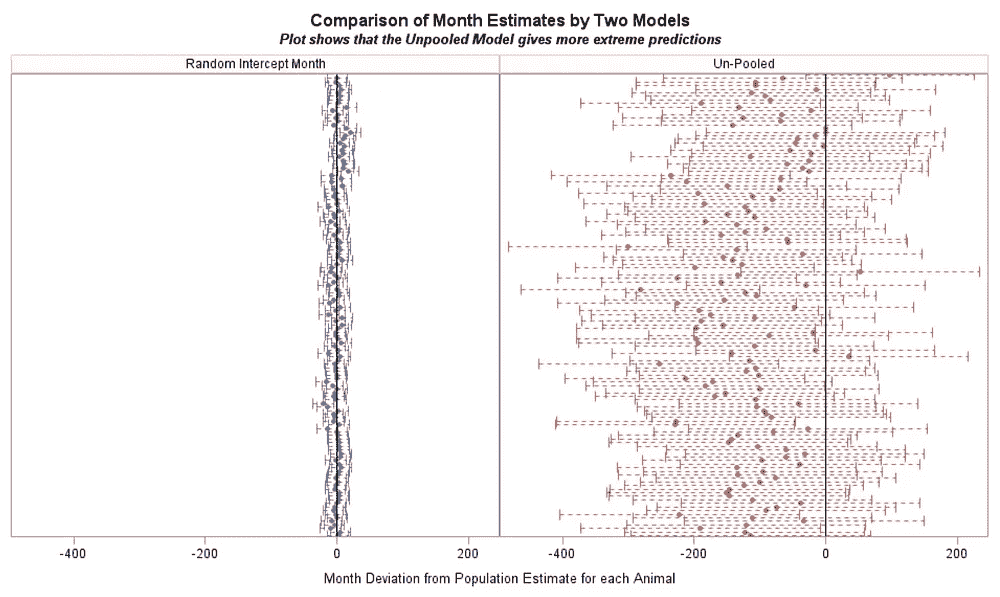 Comparison of Month Estimates by Two Models
Plot shows that the Unpooled Model gives more extreme predictions
Random Intercept Month
Un-Pooled
-400 -200 0 200 -400 -200 0 200
Month Deviation from Population Estimate for each Animal